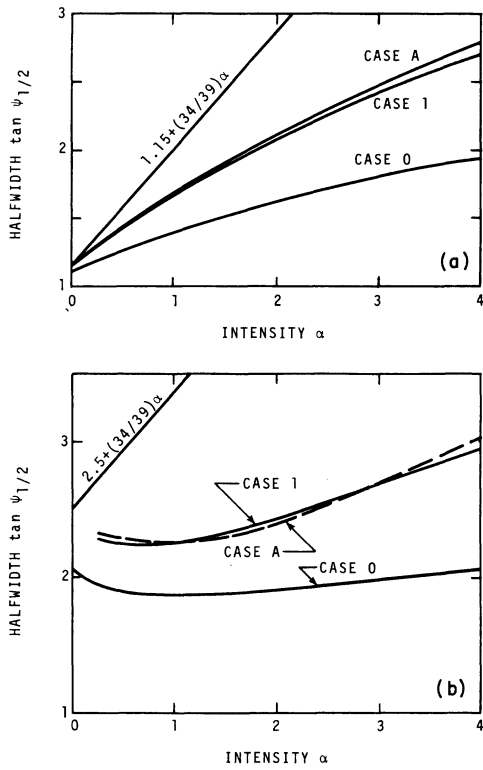 3
CASE A
CASE 1
1.15+(34/39)α
2
CASE 0
HALFWIDTH tan ψ1/2
1
(a)
0
1
2
3
4
INTENSITY α
2.5+(34/39)α
3
CASE 1
CASE A
2
CASE 0
HALFWIDTH tan ψ1/2
1
(b)
0
1
2
3
4
INTENSITY α